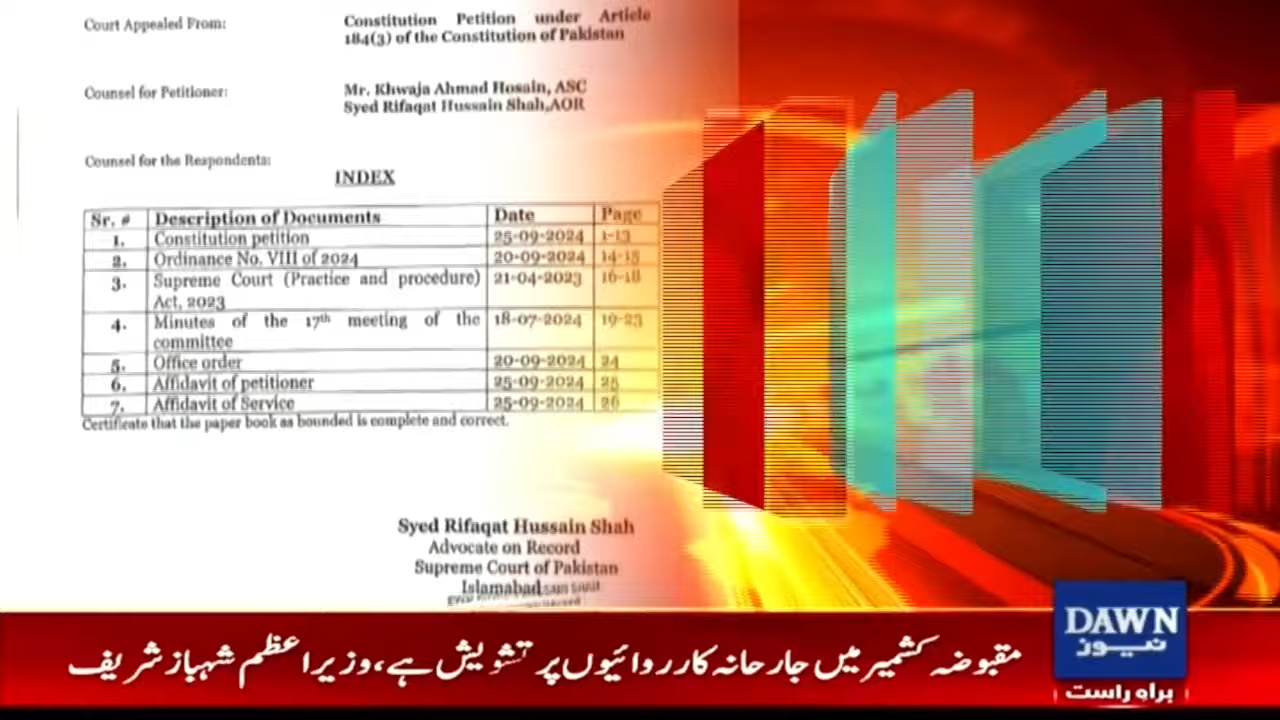 Court Appealed From: Constitution Petition under Article
184(3) of the Constitution of Pakistan
Counsel for Petitioner: Mr. Khwaja Ahmad Hosain, ASC
Syed Rifaqat Hussain Shah,AOR
Counsel for the Respondents:
INDEX
Sr. # Description of Documents Date Page
1. Constitution petition 25-09-2024 1-13
2. Ordinance No. VIII of 2024 20-09-2024 14-15
3. Supreme Court (Practice and procedure) 21-04-2023 16-18
Act, 2023
4. Minutes of the 17th meeting of the 18-07-2024 19-23
committee
5. Office order 20-09-2024 24
6. Affidavit of petitioner 25-09-2024 25
7. Affidavit of Service 25-09-2024 26
Certificate that the paper book as bounded is complete and correct.
Syed Rifaqat Hussain Shah
Advocate on Record
Supreme Court of Pakistan
Islamabad
DAWN
نیوز
براہ راست
مقبوضہ کشمیر میں جارحانہ کارروائیوں پر تشویش ہے، وزیراعظم شہباز شریف